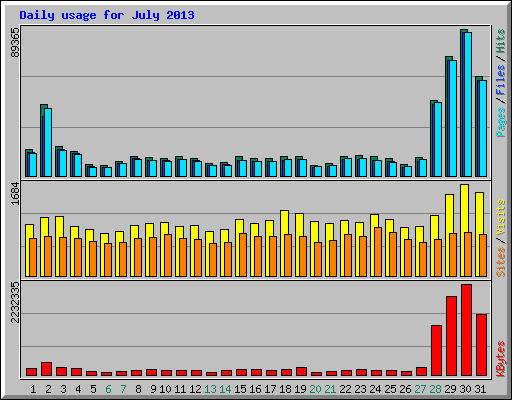 Daily usage for July 2013
89365
Pages / Files / Hits
1684
Sites / Visits
2232335
KBytes
1 2 3 4 5 6 7 8 9 10 11 12 13 14 15 16 17 18 19 20 21 22 23 24 25 26 27 28 29 30 31